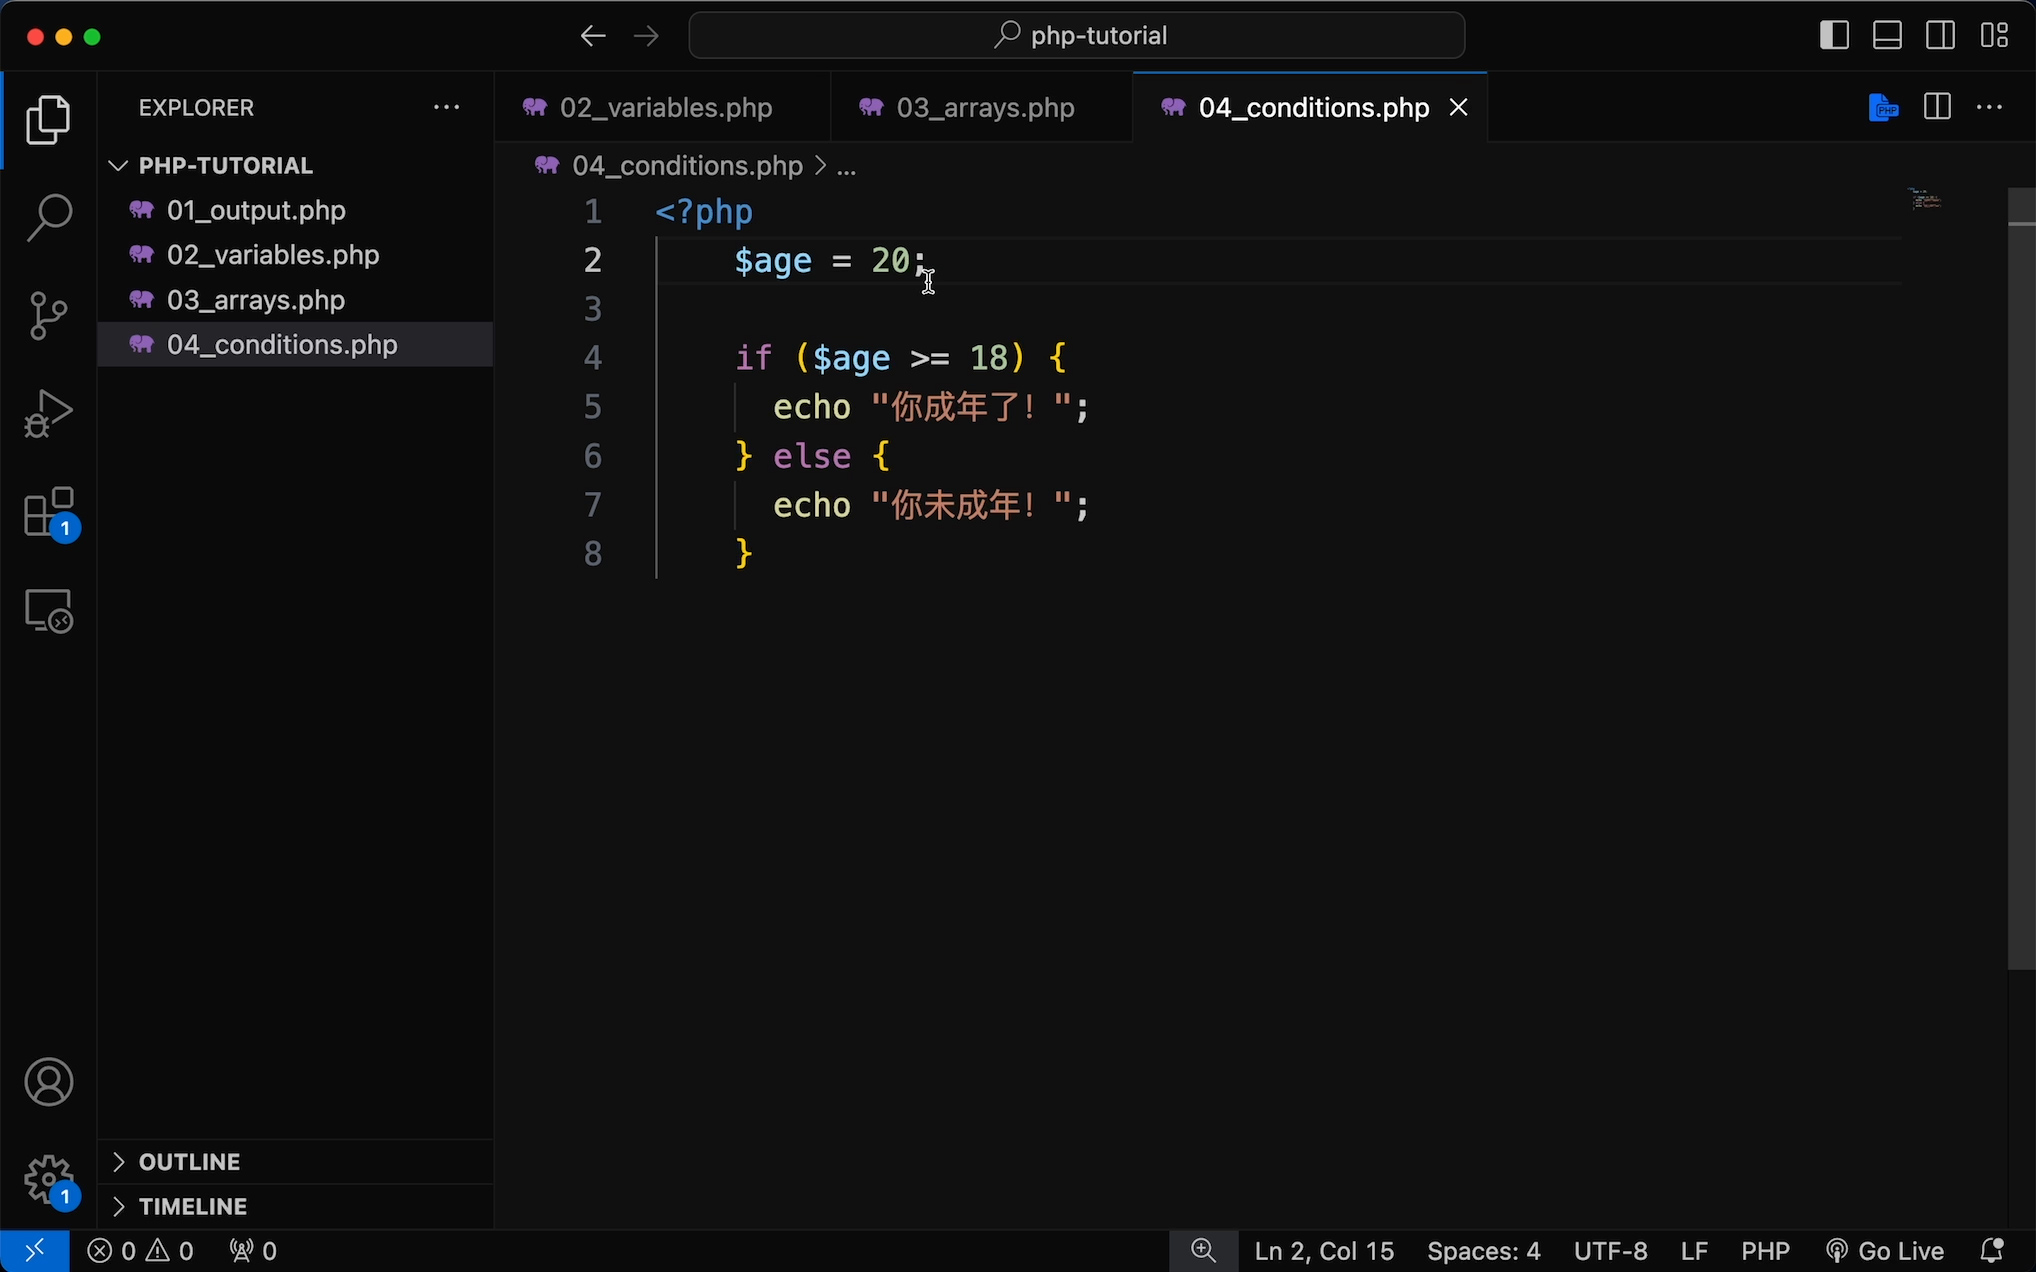 php-tutorial
EXPLORER
PHP-TUTORIAL
01_output.php
02_variables.php
03_arrays.php
04_conditions.php
02_variables.php
03_arrays.php
04_conditions.php
PHP
04_conditions.php > ...
1 <?php
2 $age = 20;
3
4 if ($age >= 18) {
5 echo "你成年了！";
6 } else {
7 echo "你未成年！";
8 }
1
OUTLINE
1
TIMELINE
0 0 0 Ln 2, Col 15 Spaces: 4 UTF-8 LF PHP Go Live